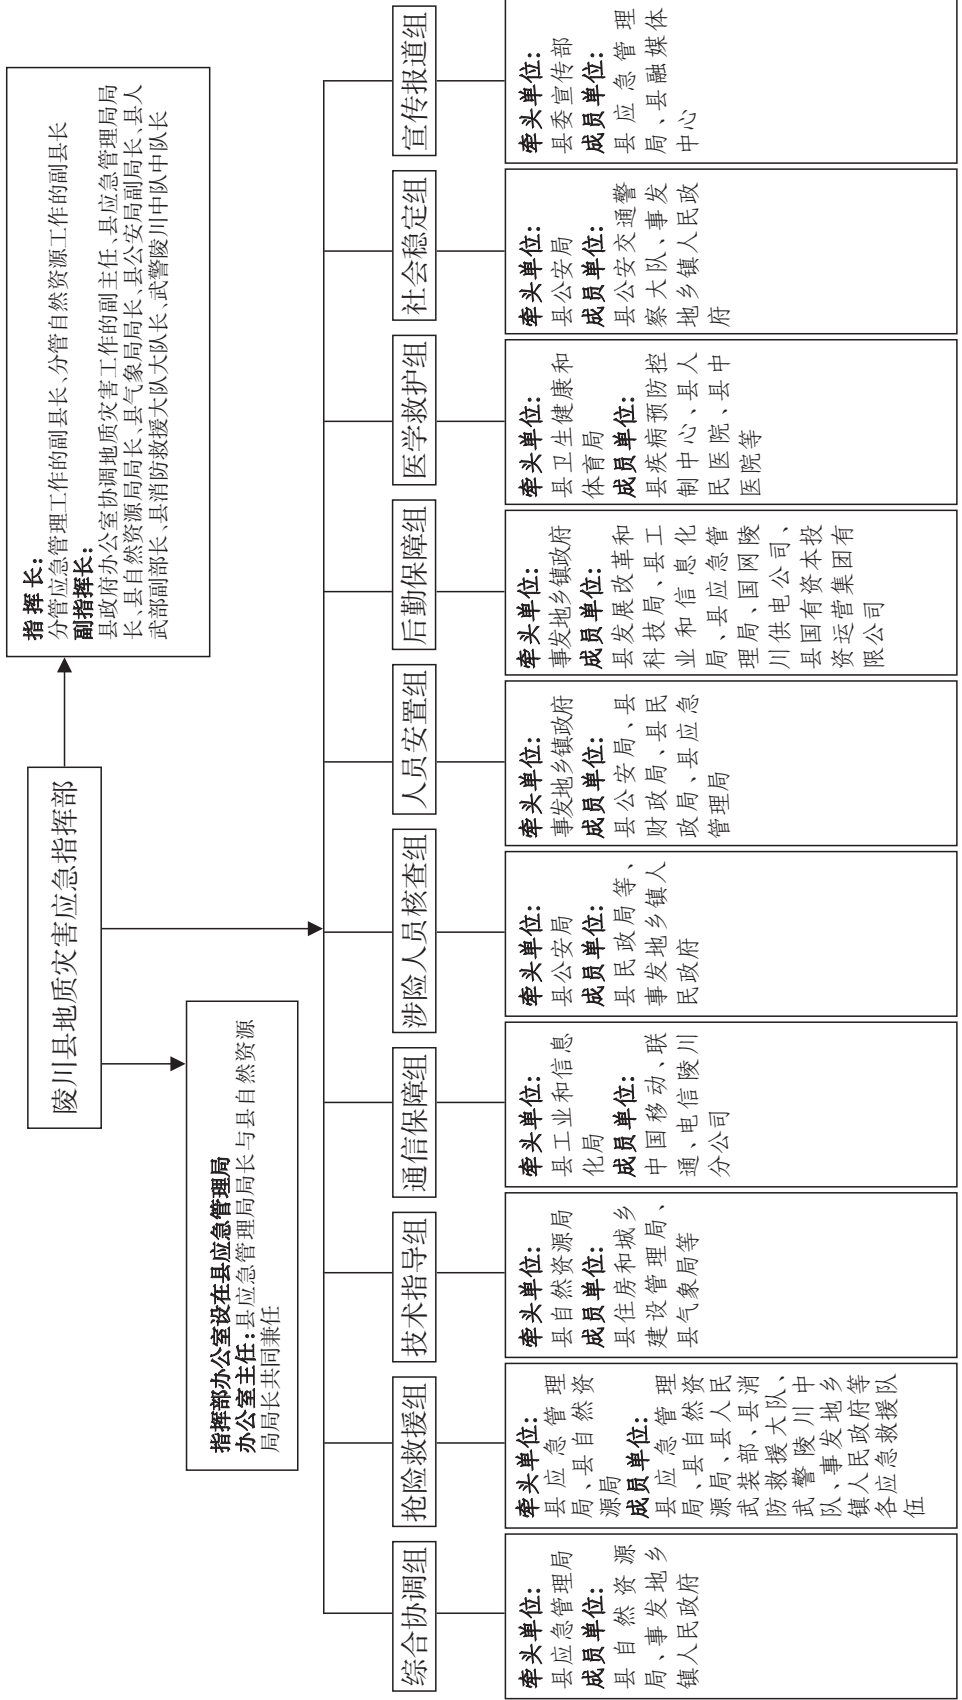 陵川县地质灾害应急指挥部
指 挥 长:
分管应急管理工作的副县长、分管自然资源工作的副县长
副指挥长:
县政府办公室协调地质灾害工作的副主任、县应急管理局局
长、县自然资源局局长、县气象局局长、县公安局副局长、县人
武部副部长、县消防救援大队大队长、武警陵川中队中队长
指挥部办公室设在县应急管理局
办公室主任:县应急管理局局长与县自然资源
局局长共同兼任
综合协调组
牵头单位:
县应急管理局
成员单位:
县自然资源
局、事发地乡
镇人民政府
抢险救援组
牵头单位:
县应急管理
局、县自然资
源局
成员单位:
县应急管理
局、县自然资
源局、县人民
武装部、县消
防救援大队、
武警陵川中
队、事发地乡
镇人民政府等
各应急救援队
伍
技术指导组
牵头单位:
县自然资源局
成员单位:
县住房和城乡
建设管理局、
县气象局等
通信保障组
牵头单位:
县工业和信息
化局
成员单位:
中国移动、联
通、电信陵川
分公司
涉险人员核查组
牵头单位:
县公安局
成员单位:
县民政局等、
事发地乡镇人
民政府
人员安置组
牵头单位:
事发地乡镇政府
成员单位:
县公安局、县
财政局、县民
政局、县应急
管理局
后勤保障组
牵头单位:
事发地乡镇政府
成员单位:
县发展改革和
科技局、县工
业和信息化
局、县应急管
理局、国网陵
川供电公司、
县国有资本投
资运营集团有
限公司
医学救护组
牵头单位:
县卫生健康和
体育局
成员单位:
县疾病预防控
制中心、县人
民医院、县中
医院等
社会稳定组
牵头单位:
县公安局
成员单位:
县公安交通警
察大队、事发
地乡镇人民政
府
宣传报道组
牵头单位:
县委宣传部
成员单位:
县应急管理
局、县融媒体
中心